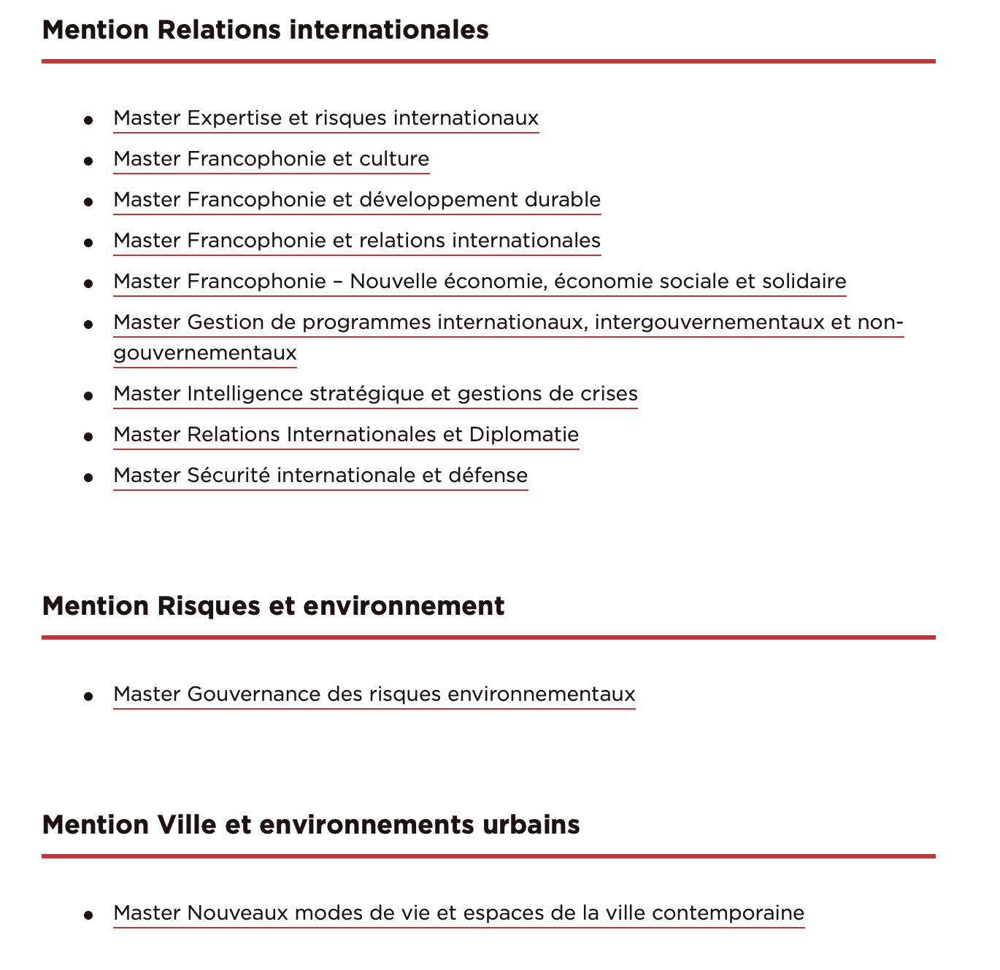 Mention Relations internationales
Master Expertise et risques internationaux
Master Francophonie et culture
Master Francophonie et développement durable
Master Francophonie et relations internationales
Master Francophonie – Nouvelle économie, économie sociale et solidaire
Master Gestion de programmes internationaux, intergouvernementaux et non-
gouvernementaux
Master Intelligence stratégique et gestions de crises
Master Relations Internationales et Diplomatie
Master Sécurité internationale et défense
Mention Risques et environnement
Master Gouvernance des risques environnementaux
Mention Ville et environnements urbains
Master Nouveaux modes de vie et espaces de la ville contemporaine